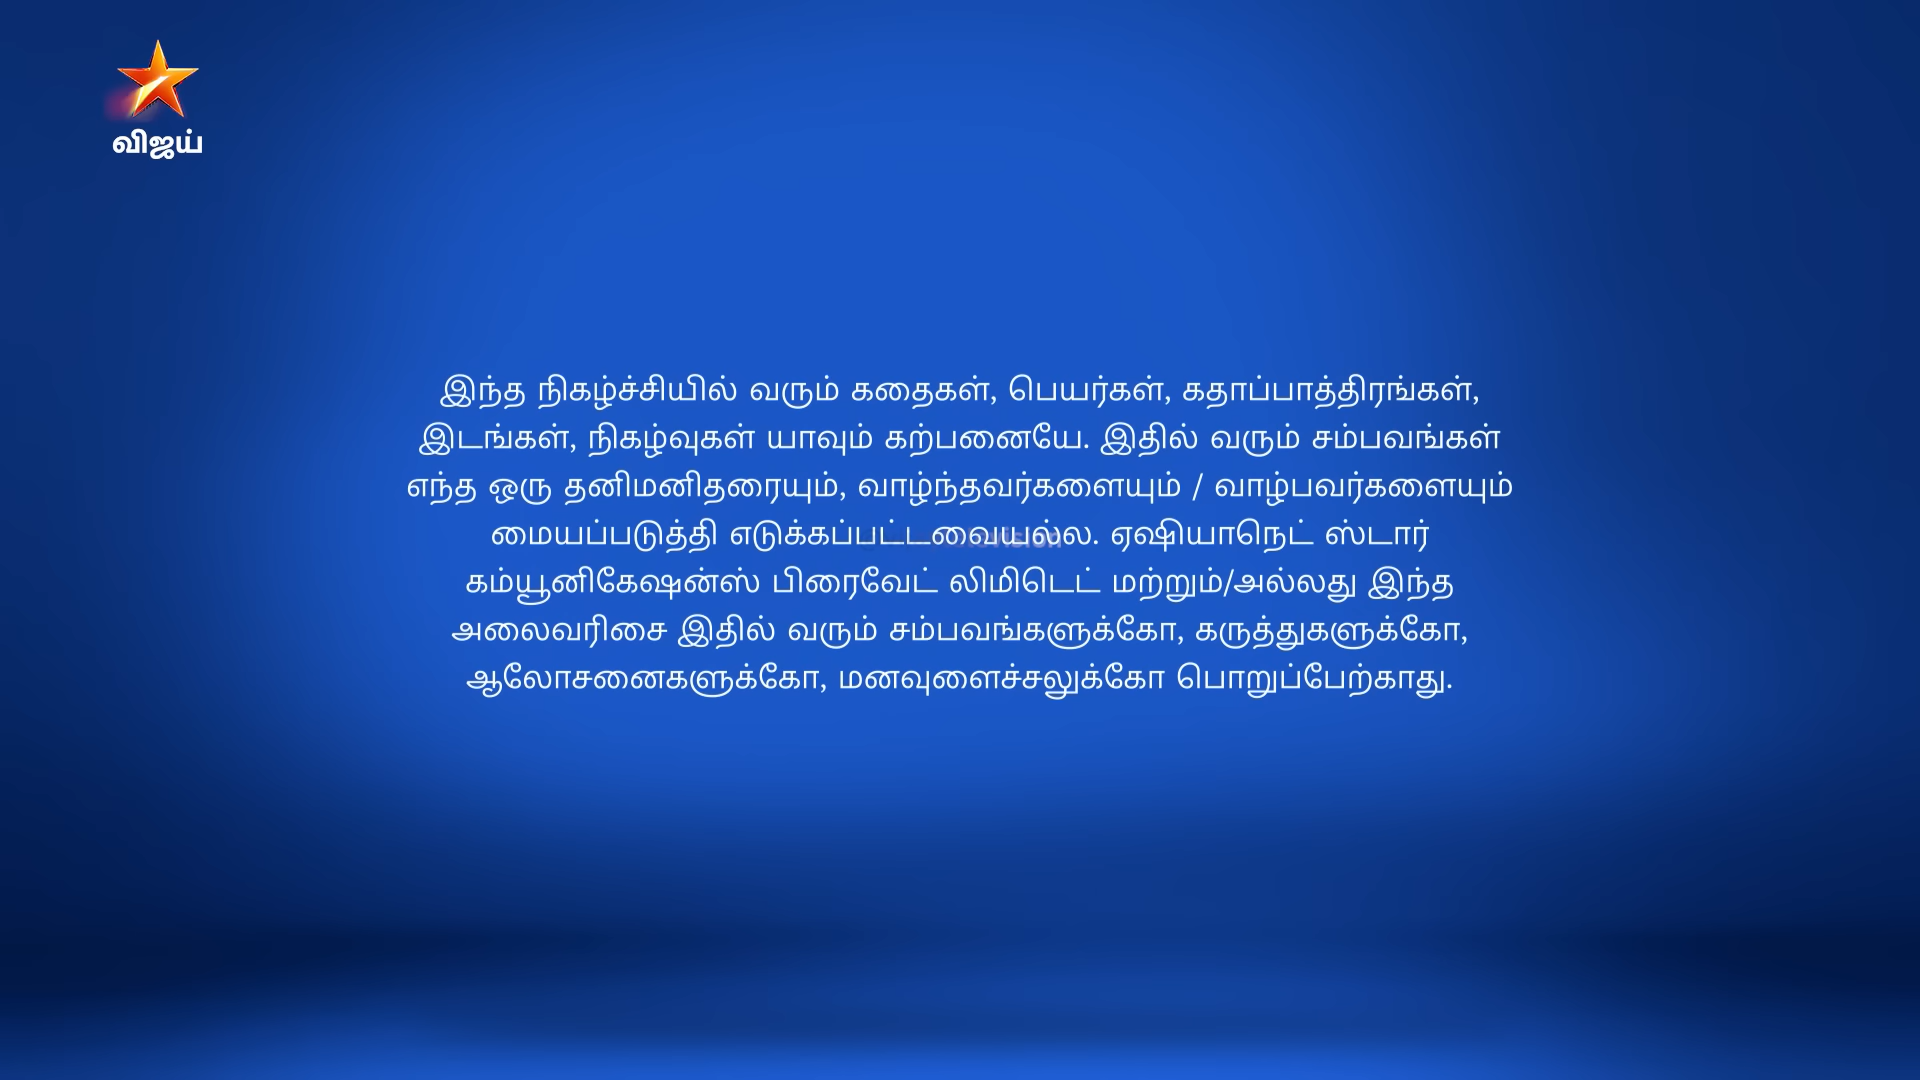 விஜய்
இந்த நிகழ்ச்சியில் வரும் கதைகள், பெயர்கள், கதாப்பாத்திரங்கள்,
இடங்கள், நிகழ்வுகள் யாவும் கற்பனையே. இதில் வரும் சம்பவங்கள்
எந்த ஒரு தனிமனிதரையும், வாழ்ந்தவர்களையும் / வாழ்பவர்களையும்
மையப்படுத்தி எடுக்கப்பட்டவையல்ல. ஏஷியாநெட் ஸ்டார்
கம்யூனிகேஷன்ஸ் பிரைவேட் லிமிடெட் மற்றும்/அல்லது இந்த
அலைவரிசை இதில் வரும் சம்பவங்களுக்கோ, கருத்துகளுக்கோ,
ஆலோசனைகளுக்கோ, மனவுளைச்சலுக்கோ பொறுப்பேற்காது.